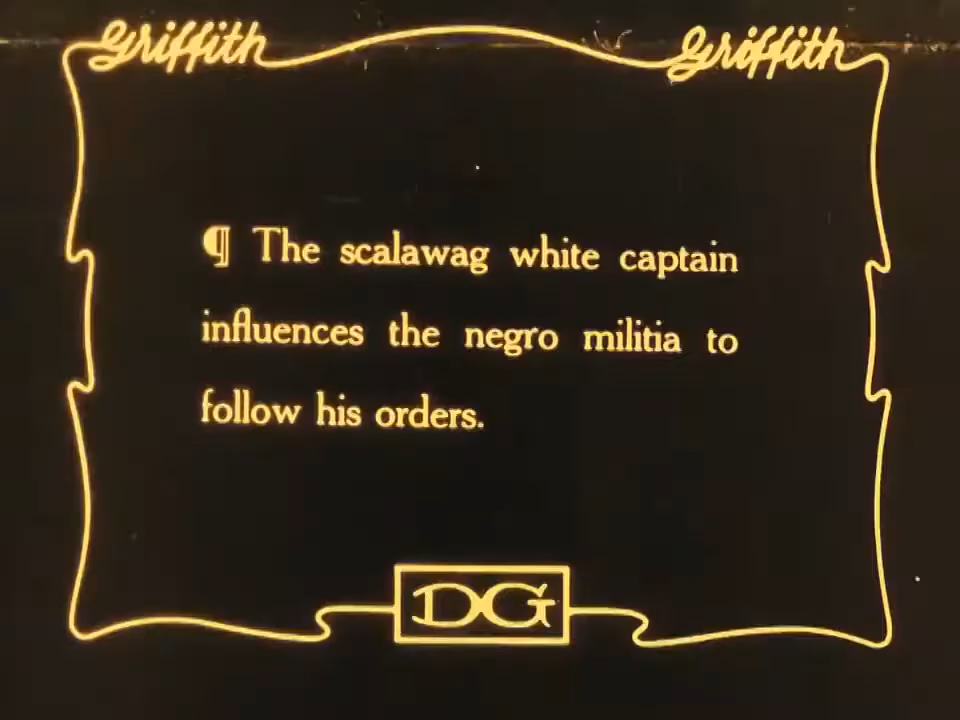 Griffith Griffith
¶ The scalawag white captain
influences the negro militia to
follow his orders.
DG